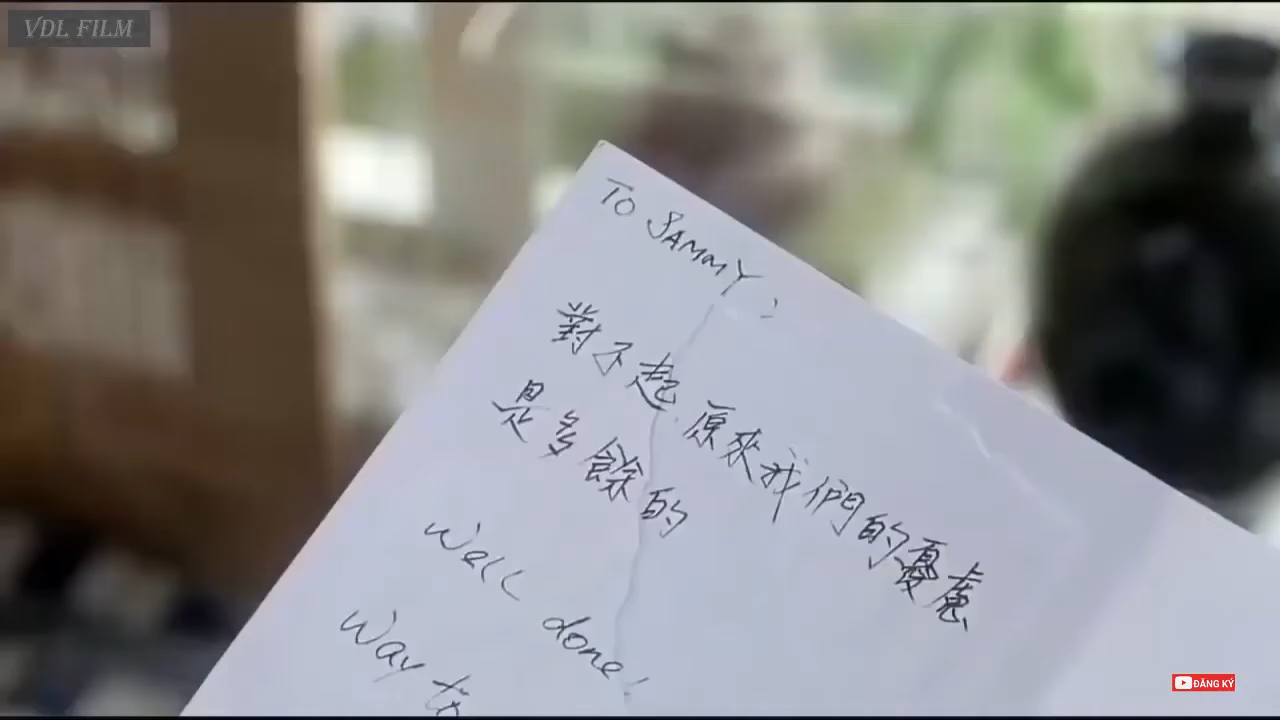 VDL FILM
To SAMMY:
對不起原來我們的憂慮
是多餘的
Well done!
Way to
ĐĂNG KÝ